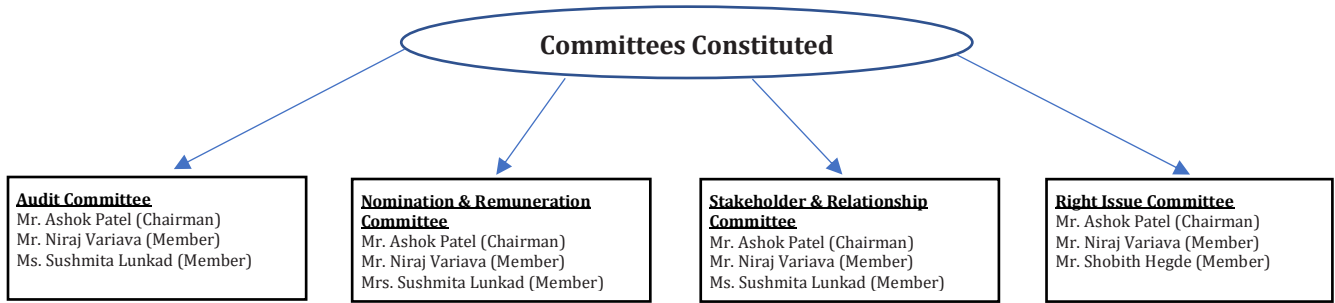 Committees Constituted
Audit Committee
Mr. Ashok Patel (Chairman)
Mr. Niraj Variava (Member)
Ms. Sushmita Lunkad (Member)
Nomination & Remuneration
Committee
Mr. Ashok Patel (Chairman)
Mr. Niraj Variava (Member)
Mrs. Sushmita Lunkad (Member)
Stakeholder & Relationship
Committee
Mr. Ashok Patel (Chairman)
Mr. Niraj Variava (Member)
Ms. Sushmita Lunkad (Member)
Right Issue Committee
Mr. Ashok Patel (Chairman)
Mr. Niraj Variava (Member)
Mr. Shobith Hegde (Member)